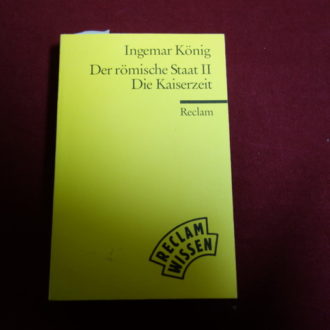 Ingemar König
Der römische Staat II
Die Kaiserzeit
Reclam
RECLAM
WISSEN